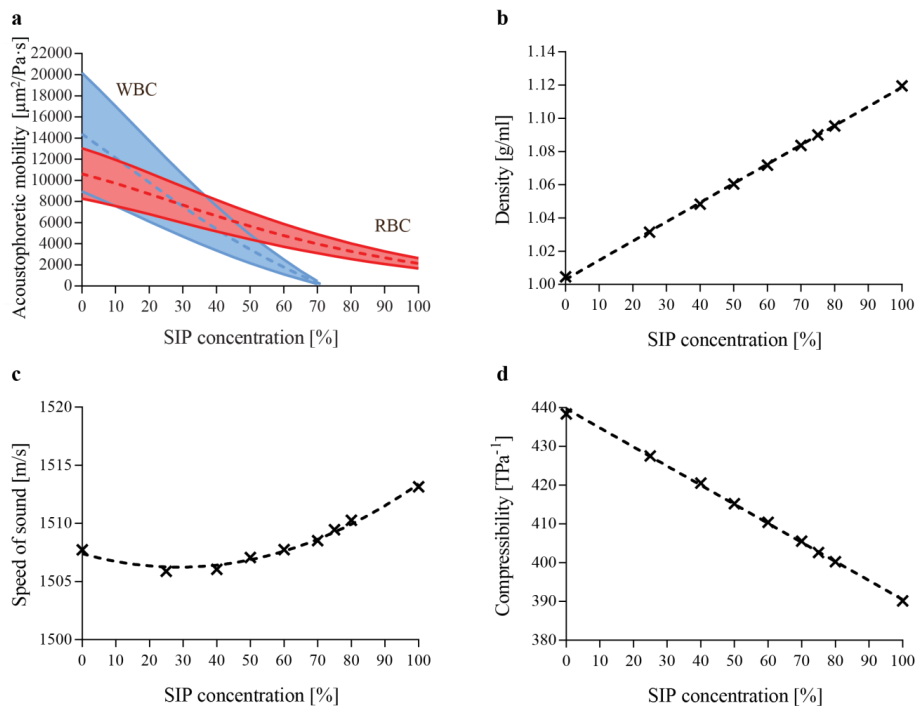 a
Acoustophoretic mobility [μm²/Pa·s]
22000
20000
18000
16000
14000
12000
10000
8000
6000
4000
2000
0
WBC
RBC
0 10 20 30 40 50 60 70 80 90 100
SIP concentration [%]
b
Density [g/ml]
1.14
1.12
1.10
1.08
1.06
1.04
1.02
1.00
0 10 20 30 40 50 60 70 80 90 100
SIP concentration [%]
c
Speed of sound [m/s]
1520
1515
1510
1505
1500
0 10 20 30 40 50 60 70 80 90 100
SIP concentration [%]
d
Compressibility [TPa⁻¹]
440
430
420
410
400
390
380
0 10 20 30 40 50 60 70 80 90 100
SIP concentration [%]